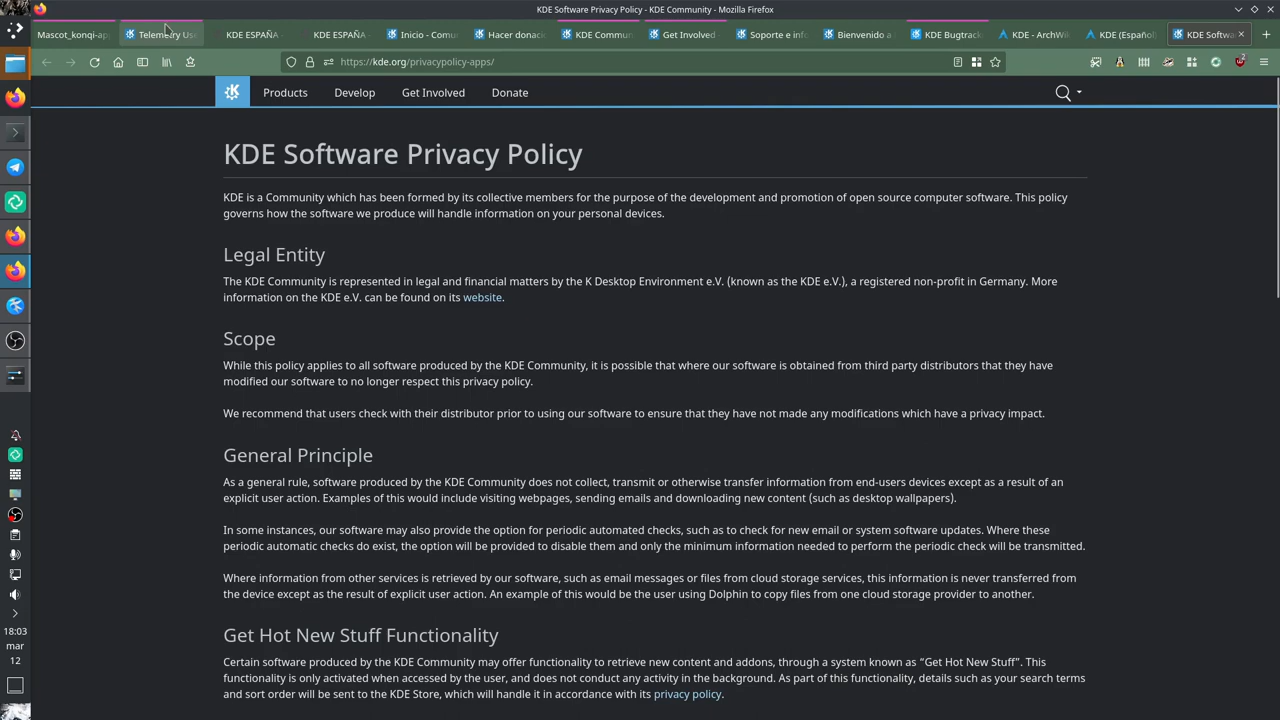 KDE Software Privacy Policy - KDE Community - Mozilla Firefox
Mascot_konqi-ap
Telemetry Us
KDE ESPAÑA -
KDE ESPAÑA -
Inicio - Comu
Hacer donaci
KDE Commun
Get Involved
Soporte e info
Bienvenido a
KDE Bugtrack
KDE - ArchWi
KDE (Español)
KDE Softwa
https://kde.org/privacypolicy-apps/
Products
Develop
Get Involved
Donate
KDE Software Privacy Policy
KDE is a Community which has been formed by its collective members for the purpose of the development and promotion of open source computer software. This policy
governs how the software we produce will handle information on your personal devices.
Legal Entity
The KDE Community is represented in legal and financial matters by the K Desktop Environment e.V. (known as the KDE e.V.), a registered non-profit in Germany. More
information on the KDE e.V. can be found on its website.
Scope
While this policy applies to all software produced by the KDE Community, it is possible that where our software is obtained from third party distributors that they have
modified our software to no longer respect this privacy policy.
We recommend that users check with their distributor prior to using our software to ensure that they have not made any modifications which have a privacy impact.
General Principle
As a general rule, software produced by the KDE Community does not collect, transmit or otherwise transfer information from end-users devices except as a result of an
explicit user action. Examples of this would include visiting webpages, sending emails and downloading new content (such as desktop wallpapers).
In some instances, our software may also provide the option for periodic automated checks, such as to check for new email or system software updates. Where these
periodic automatic checks do exist, the option will be provided to disable them and only the minimum information needed to perform the periodic check will be transmitted.
Where information from other services is retrieved by our software, such as email messages or files from cloud storage services, this information is never transferred from
the device except as the result of explicit user action. An example of this would be the user using Dolphin to copy files from one cloud storage provider to another.
Get Hot New Stuff Functionality
Certain software produced by the KDE Community may offer functionality to retrieve new content and addons, through a system known as “Get Hot New Stuff”. This
functionality is only activated when accessed by the user, and does not conduct any activity in the background. As part of this functionality, details such as your search terms
and sort order will be sent to the KDE Store, which will handle it in accordance with its privacy policy.
18:03
mar
12